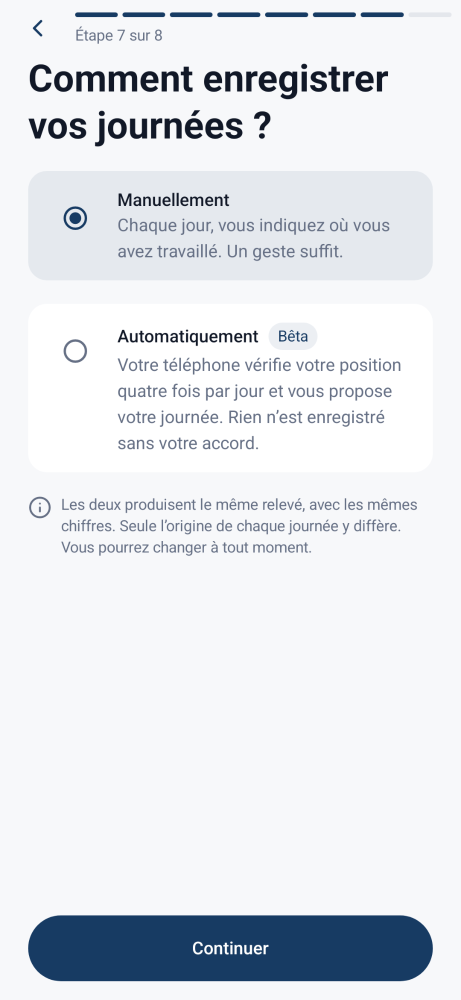 Étape 7 sur 8
Comment enregistrer
vos journées ?
Manuellement
Chaque jour, vous indiquez où vous
avez travaillé. Un geste suffit.
Automatiquement Bêta
Votre téléphone vérifie votre position
quatre fois par jour et vous propose
votre journée. Rien n’est enregistré
sans votre accord.
Les deux produisent le même relevé, avec les mêmes
chiffres. Seule l’origine de chaque journée y diffère.
Vous pourrez changer à tout moment.
Continuer